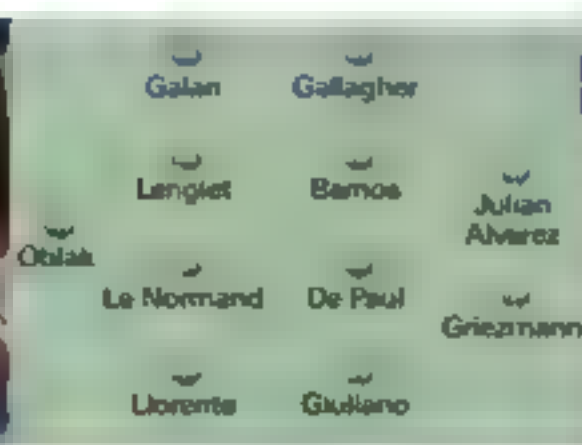 Galan
Gallagher
Lenglet
Barrios
Julian
Alvarez
Oblak
Le Normand
De Paul
Griezmann
Llorente
Giuliano